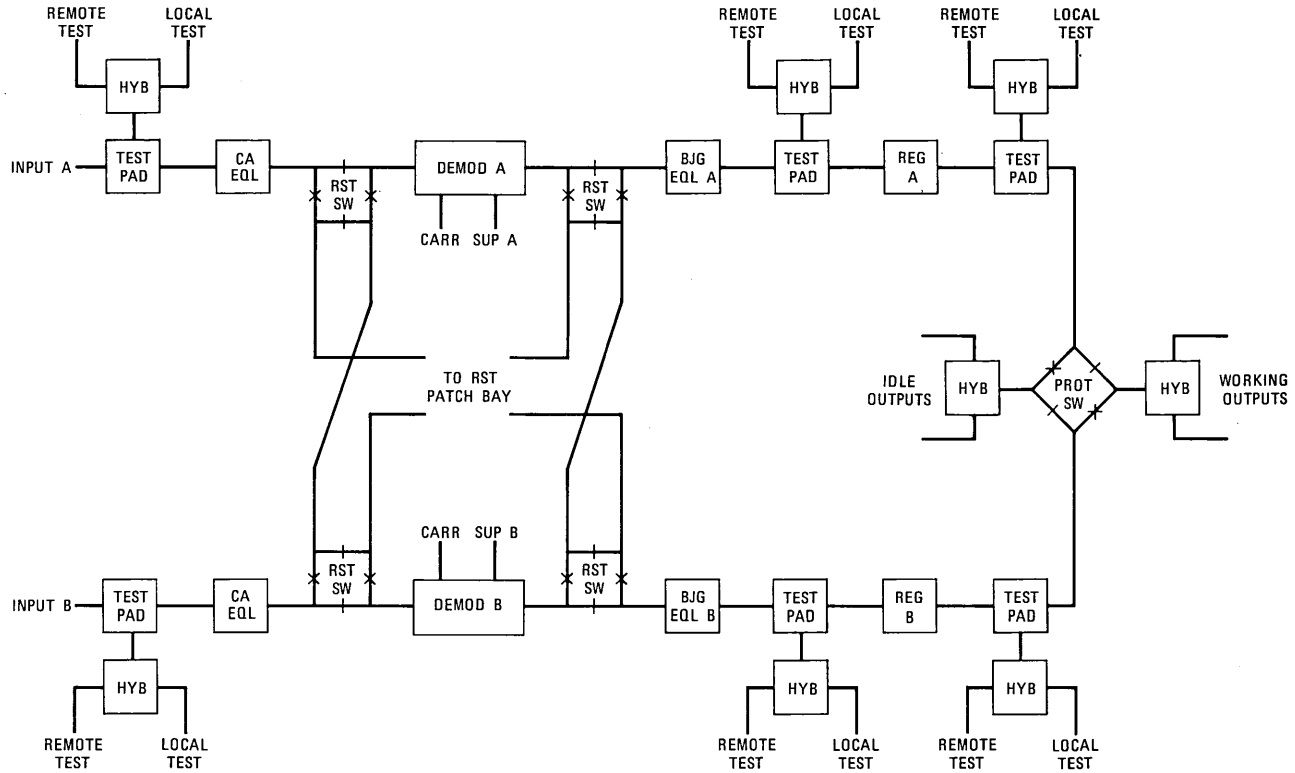 REMOTE
TEST
LOCAL
TEST
REMOTE
TEST
LOCAL
TEST
REMOTE
TEST
LOCAL
TEST
HYB
HYB
HYB
INPUT A
TEST
PAD
CA
EQL
RST
SW
DEMOD A
RST
SW
BJG
EQL A
TEST
PAD
REG
A
TEST
PAD
CARR SUP A
TO RST
PATCH BAY
IDLE
OUTPUTS
HYB
PROT
SW
HYB
WORKING
OUTPUTS
CARR SUP B
INPUT B
TEST
PAD
CA
EQL
RST
SW
DEMOD B
RST
SW
BJG
EQL B
TEST
PAD
REG
B
TEST
PAD
HYB
HYB
HYB
REMOTE
TEST
LOCAL
TEST
REMOTE
TEST
LOCAL
TEST
REMOTE
TEST
LOCAL
TEST